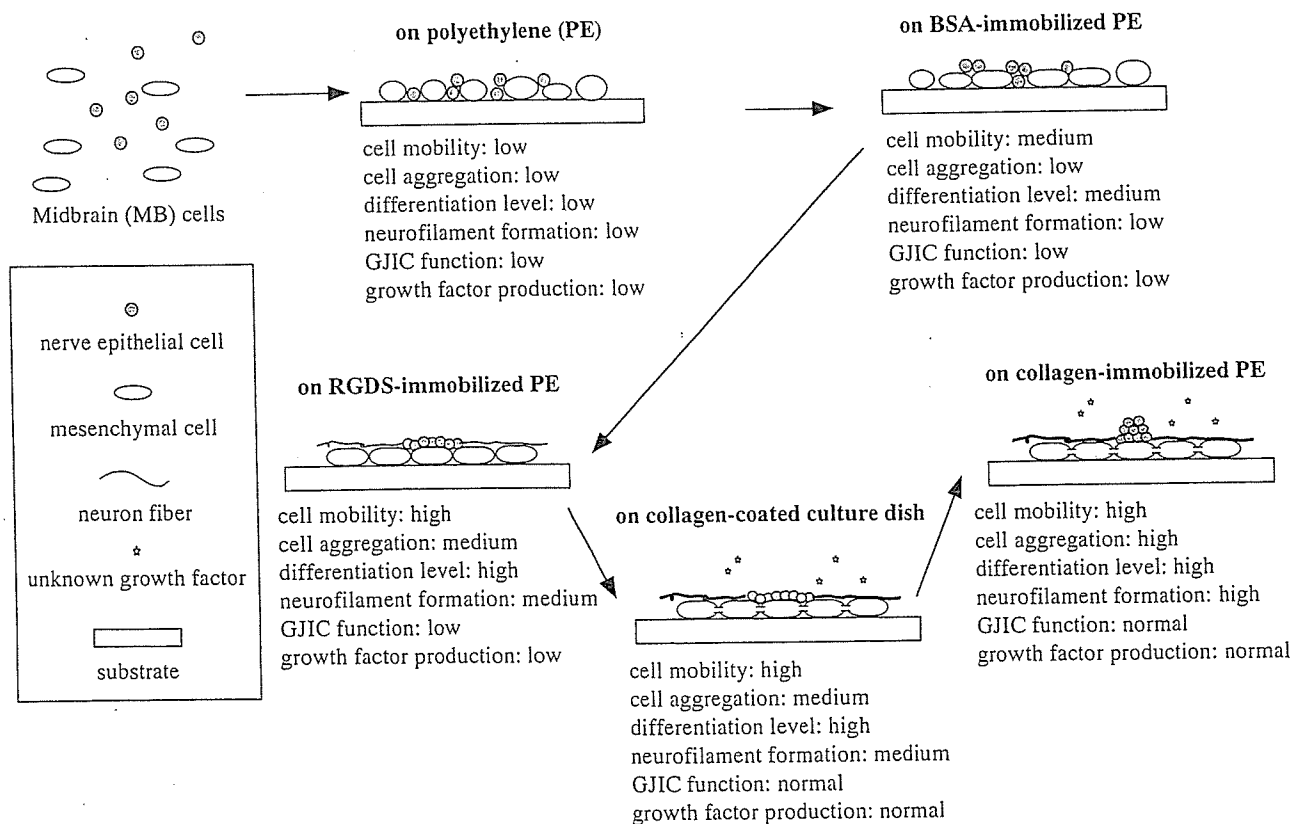 on polyethylene (PE)
on BSA-immobilized PE
Midbrain (MB) cells
cell mobility: low
cell aggregation: low
differentiation level: low
neurofilament formation: low
GJIC function: low
growth factor production: low
cell mobility: medium
cell aggregation: low
differentiation level: medium
neurofilament formation: low
GJIC function: low
growth factor production: low
nerve epithelial cell
mesenchymal cell
neuron fiber
unknown growth factor
substrate
on RGDS-immobilized PE
cell mobility: high
cell aggregation: medium
differentiation level: high
neurofilament formation: medium
GJIC function: low
growth factor production: low
on collagen-coated culture dish
cell mobility: high
cell aggregation: medium
differentiation level: high
neurofilament formation: medium
GJIC function: normal
growth factor production: normal
on collagen-immobilized PE
cell mobility: high
cell aggregation: high
differentiation level: high
neurofilament formation: high
GJIC function: normal
growth factor production: normal